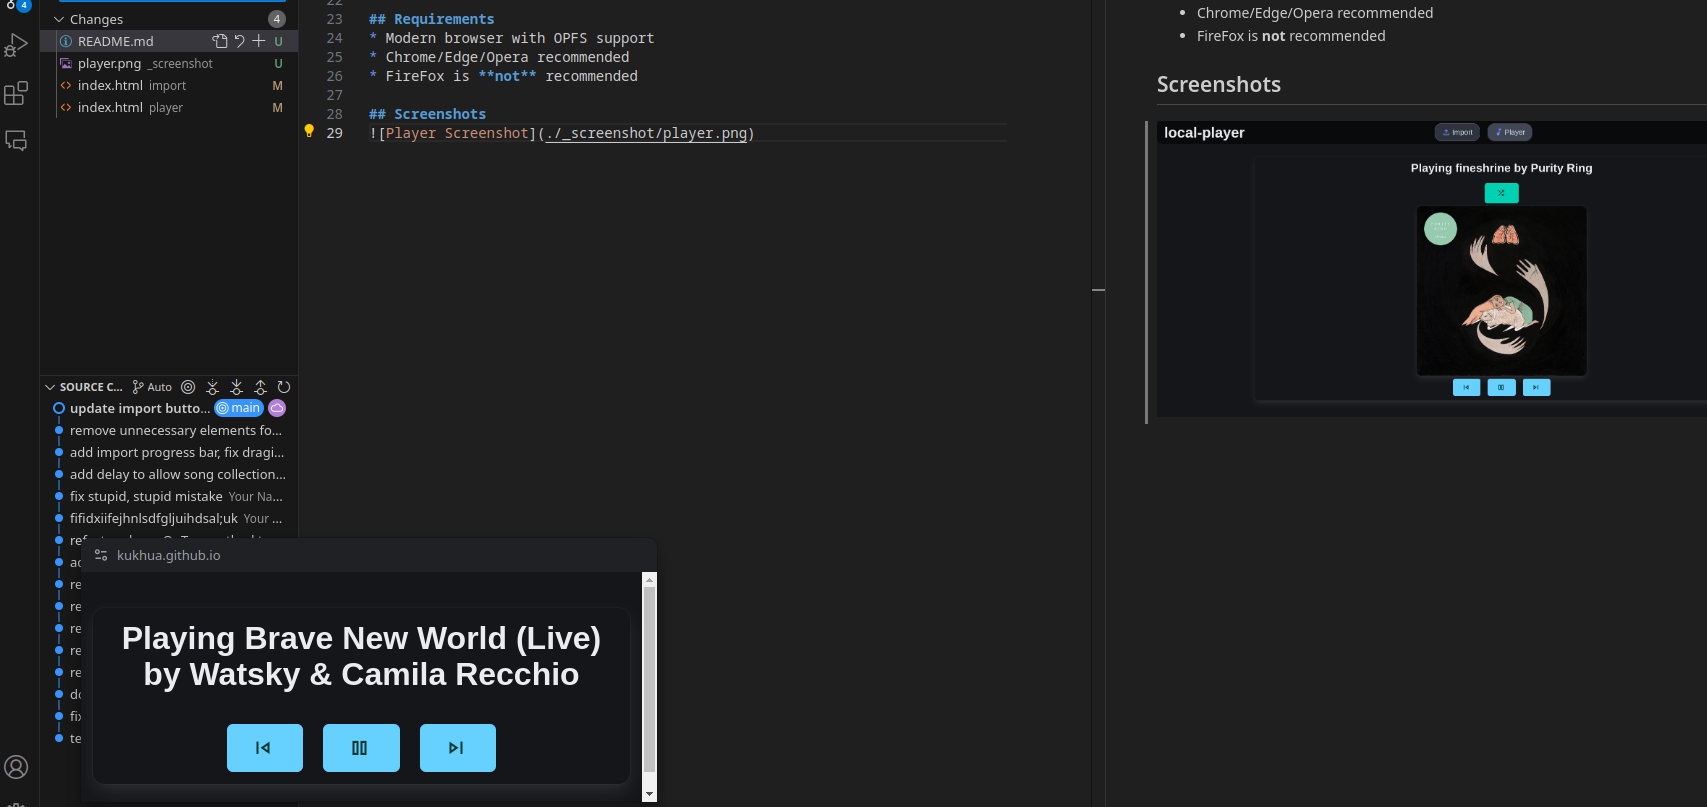 4
Changes
4
README.md
U
player.png _screenshot
U
index.html import
M
index.html player
M
SOURCE C...
Auto
update import butto...
main
remove unnecessary elements fo...
add import progress bar, fix dragi...
add delay to allow song collection...
fix stupid, stupid mistake Your Na...
fifidxiifejhnlsdfgljuihdsal;uk Your ...
re
ac
re
re
re
re
re
do
fix
te
22
23 ## Requirements
24 * Modern browser with OPFS support
25 * Chrome/Edge/Opera recommended
26 * FireFox is **not** recommended
27
28 ## Screenshots
29 ![Player Screenshot](./_screenshot/player.png)
kukhua.github.io
Playing Brave New World (Live)
by Watsky & Camila Recchio
• Chrome/Edge/Opera recommended
• FireFox is not recommended
Screenshots
local-player
Import
Player
Playing fineshrine by Purity Ring